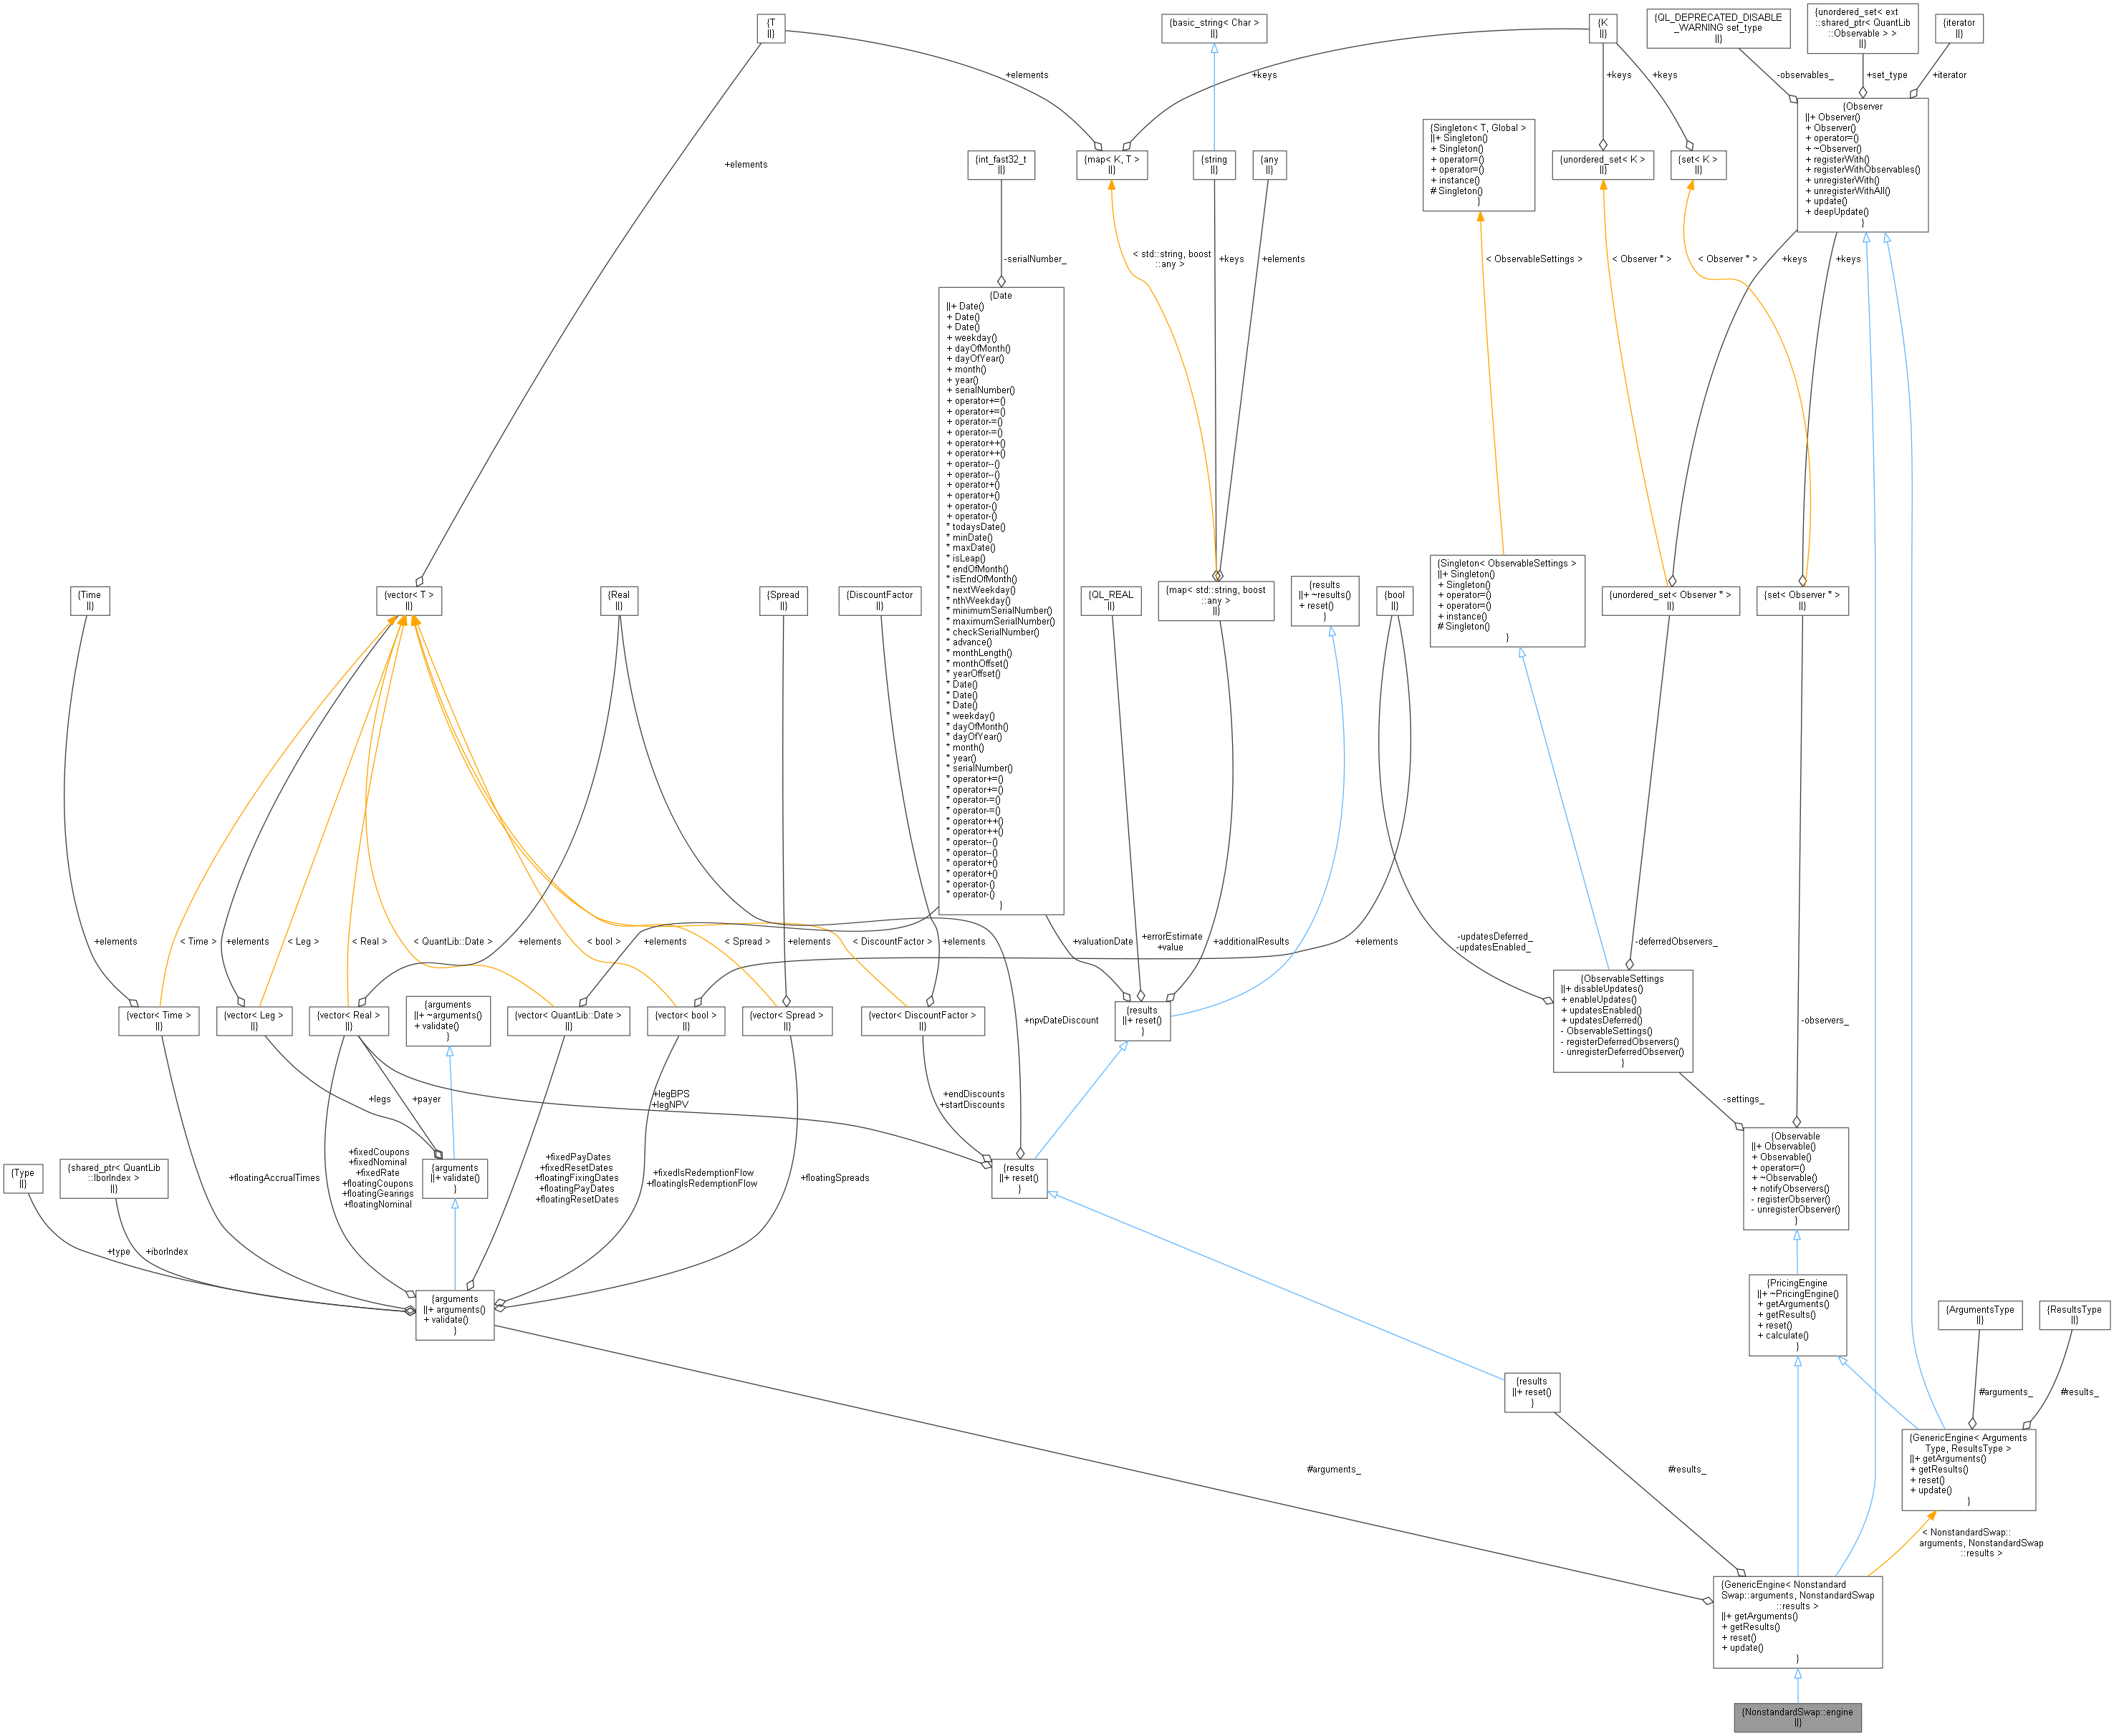 {T
||}
{basic_string< Char >
||}
{K
||}
{QL_DEPRECATED_DISABLE
_WARNING set_type
||}
{unordered_set< ext
::shared_ptr< QuantLib
::Observable > >
||}
{iterator
||}
+elements
+keys
+keys
+keys
-observables_
+set_type
+iterator
{Observer
||+ Observer()
+ Observer()
+ operator=()
+ ~Observer()
+ registerWith()
+ registerWithObservables()
+ unregisterWith()
+ unregisterWithAll()
+ update()
+ deepUpdate()
}
{Singleton< T, Global >
||+ Singleton()
+ Singleton()
+ operator=()
+ operator=()
+ instance()
# Singleton()
}
+elements
{int_fast32_t
||}
{map< K, T >
||}
{string
||}
{any
||}
{unordered_set< K >
||}
{set< K >
||}
-serialNumber_
< std::string, boost
::any >
+keys
+elements
< ObservableSettings >
< Observer * >
< Observer * >
+keys
+keys
{Date
||+ Date()
+ Date()
+ Date()
+ weekday()
+ dayOfMonth()
+ dayOfYear()
+ month()
+ year()
+ serialNumber()
+ operator+=()
+ operator+=()
+ operator-=()
+ operator-=()
+ operator++()
+ operator++()
+ operator--()
+ operator--()
+ operator+()
+ operator+()
+ operator-()
+ operator-()
* todaysDate()
* minDate()
* maxDate()
* isLeap()
* endOfMonth()
* isEndOfMonth()
* nextWeekday()
* nthWeekday()
* minimumSerialNumber()
* maximumSerialNumber()
* checkSerialNumber()
* advance()
* monthLength()
* monthOffset()
* yearOffset()
* Date()
* Date()
* Date()
* weekday()
* dayOfMonth()
* dayOfYear()
* month()
* year()
* serialNumber()
* operator+=()
* operator+=()
* operator-=()
* operator-=()
* operator++()
* operator++()
* operator--()
* operator--()
* operator+()
* operator+()
* operator-()
* operator-()
}
{Time
||}
{vector< T >
||}
{Real
||}
{Spread
||}
{DiscountFactor
||}
{QL_REAL
||}
{map< std::string, boost
::any >
||}
{results
||+ ~results()
+ reset()
}
{bool
||}
{Singleton< ObservableSettings >
||+ Singleton()
+ Singleton()
+ operator=()
+ operator=()
+ instance()
# Singleton()
}
{unordered_set< Observer * >
||}
{set< Observer * >
||}
+elements
< Time >
+elements
< Leg >
< Real >
< QuantLib::Date >
+elements
< bool >
+elements
< Spread >
+elements
< DiscountFactor >
+elements
+valuationDate
+errorEstimate
+value
+additionalResults
+elements
-updatesDeferred_
-updatesEnabled_
-deferredObservers_
{vector< Time >
||}
{vector< Leg >
||}
{vector< Real >
||}
{arguments
||+ ~arguments()
+ validate()
}
{vector< QuantLib::Date >
||}
{vector< bool >
||}
{vector< Spread >
||}
{vector< DiscountFactor >
||}
+npvDateDiscount
{results
||+ reset()
}
{ObservableSettings
||+ disableUpdates()
+ enableUpdates()
+ updatesEnabled()
+ updatesDeferred()
- ObservableSettings()
- registerDeferredObservers()
- unregisterDeferredObserver()
}
-observers_
+legs
+payer
+legBPS
+legNPV
+endDiscounts
+startDiscounts
-settings_
{Type
||}
{shared_ptr< QuantLib
::IborIndex >
||}
+floatingAccrualTimes
+fixedCoupons
+fixedNominal
+fixedRate
+floatingCoupons
+floatingGearings
+floatingNominal
{arguments
||+ validate()
}
+fixedPayDates
+fixedResetDates
+floatingFixingDates
+floatingPayDates
+floatingResetDates
+fixedIsRedemptionFlow
+floatingIsRedemptionFlow
+floatingSpreads
{results
||+ reset()
}
{Observable
||+ Observable()
+ Observable()
+ operator=()
+ ~Observable()
+ notifyObservers()
- registerObserver()
- unregisterObserver()
}
+type
+iborIndex
{arguments
||+ arguments()
+ validate()
}
{PricingEngine
||+ ~PricingEngine()
+ getArguments()
+ getResults()
+ reset()
+ calculate()
}
{ArgumentsType
||}
{ResultsType
||}
{results
||+ reset()
}
#arguments_
#results_
{GenericEngine< Arguments
Type, ResultsType >
||+ getArguments()
+ getResults()
+ reset()
+ update()
}
#arguments_
#results_
< NonstandardSwap::
arguments, NonstandardSwap
::results >
{GenericEngine< Nonstandard
Swap::arguments, NonstandardSwap
::results >
||+ getArguments()
+ getResults()
+ reset()
+ update()
}
{NonstandardSwap::engine
||}